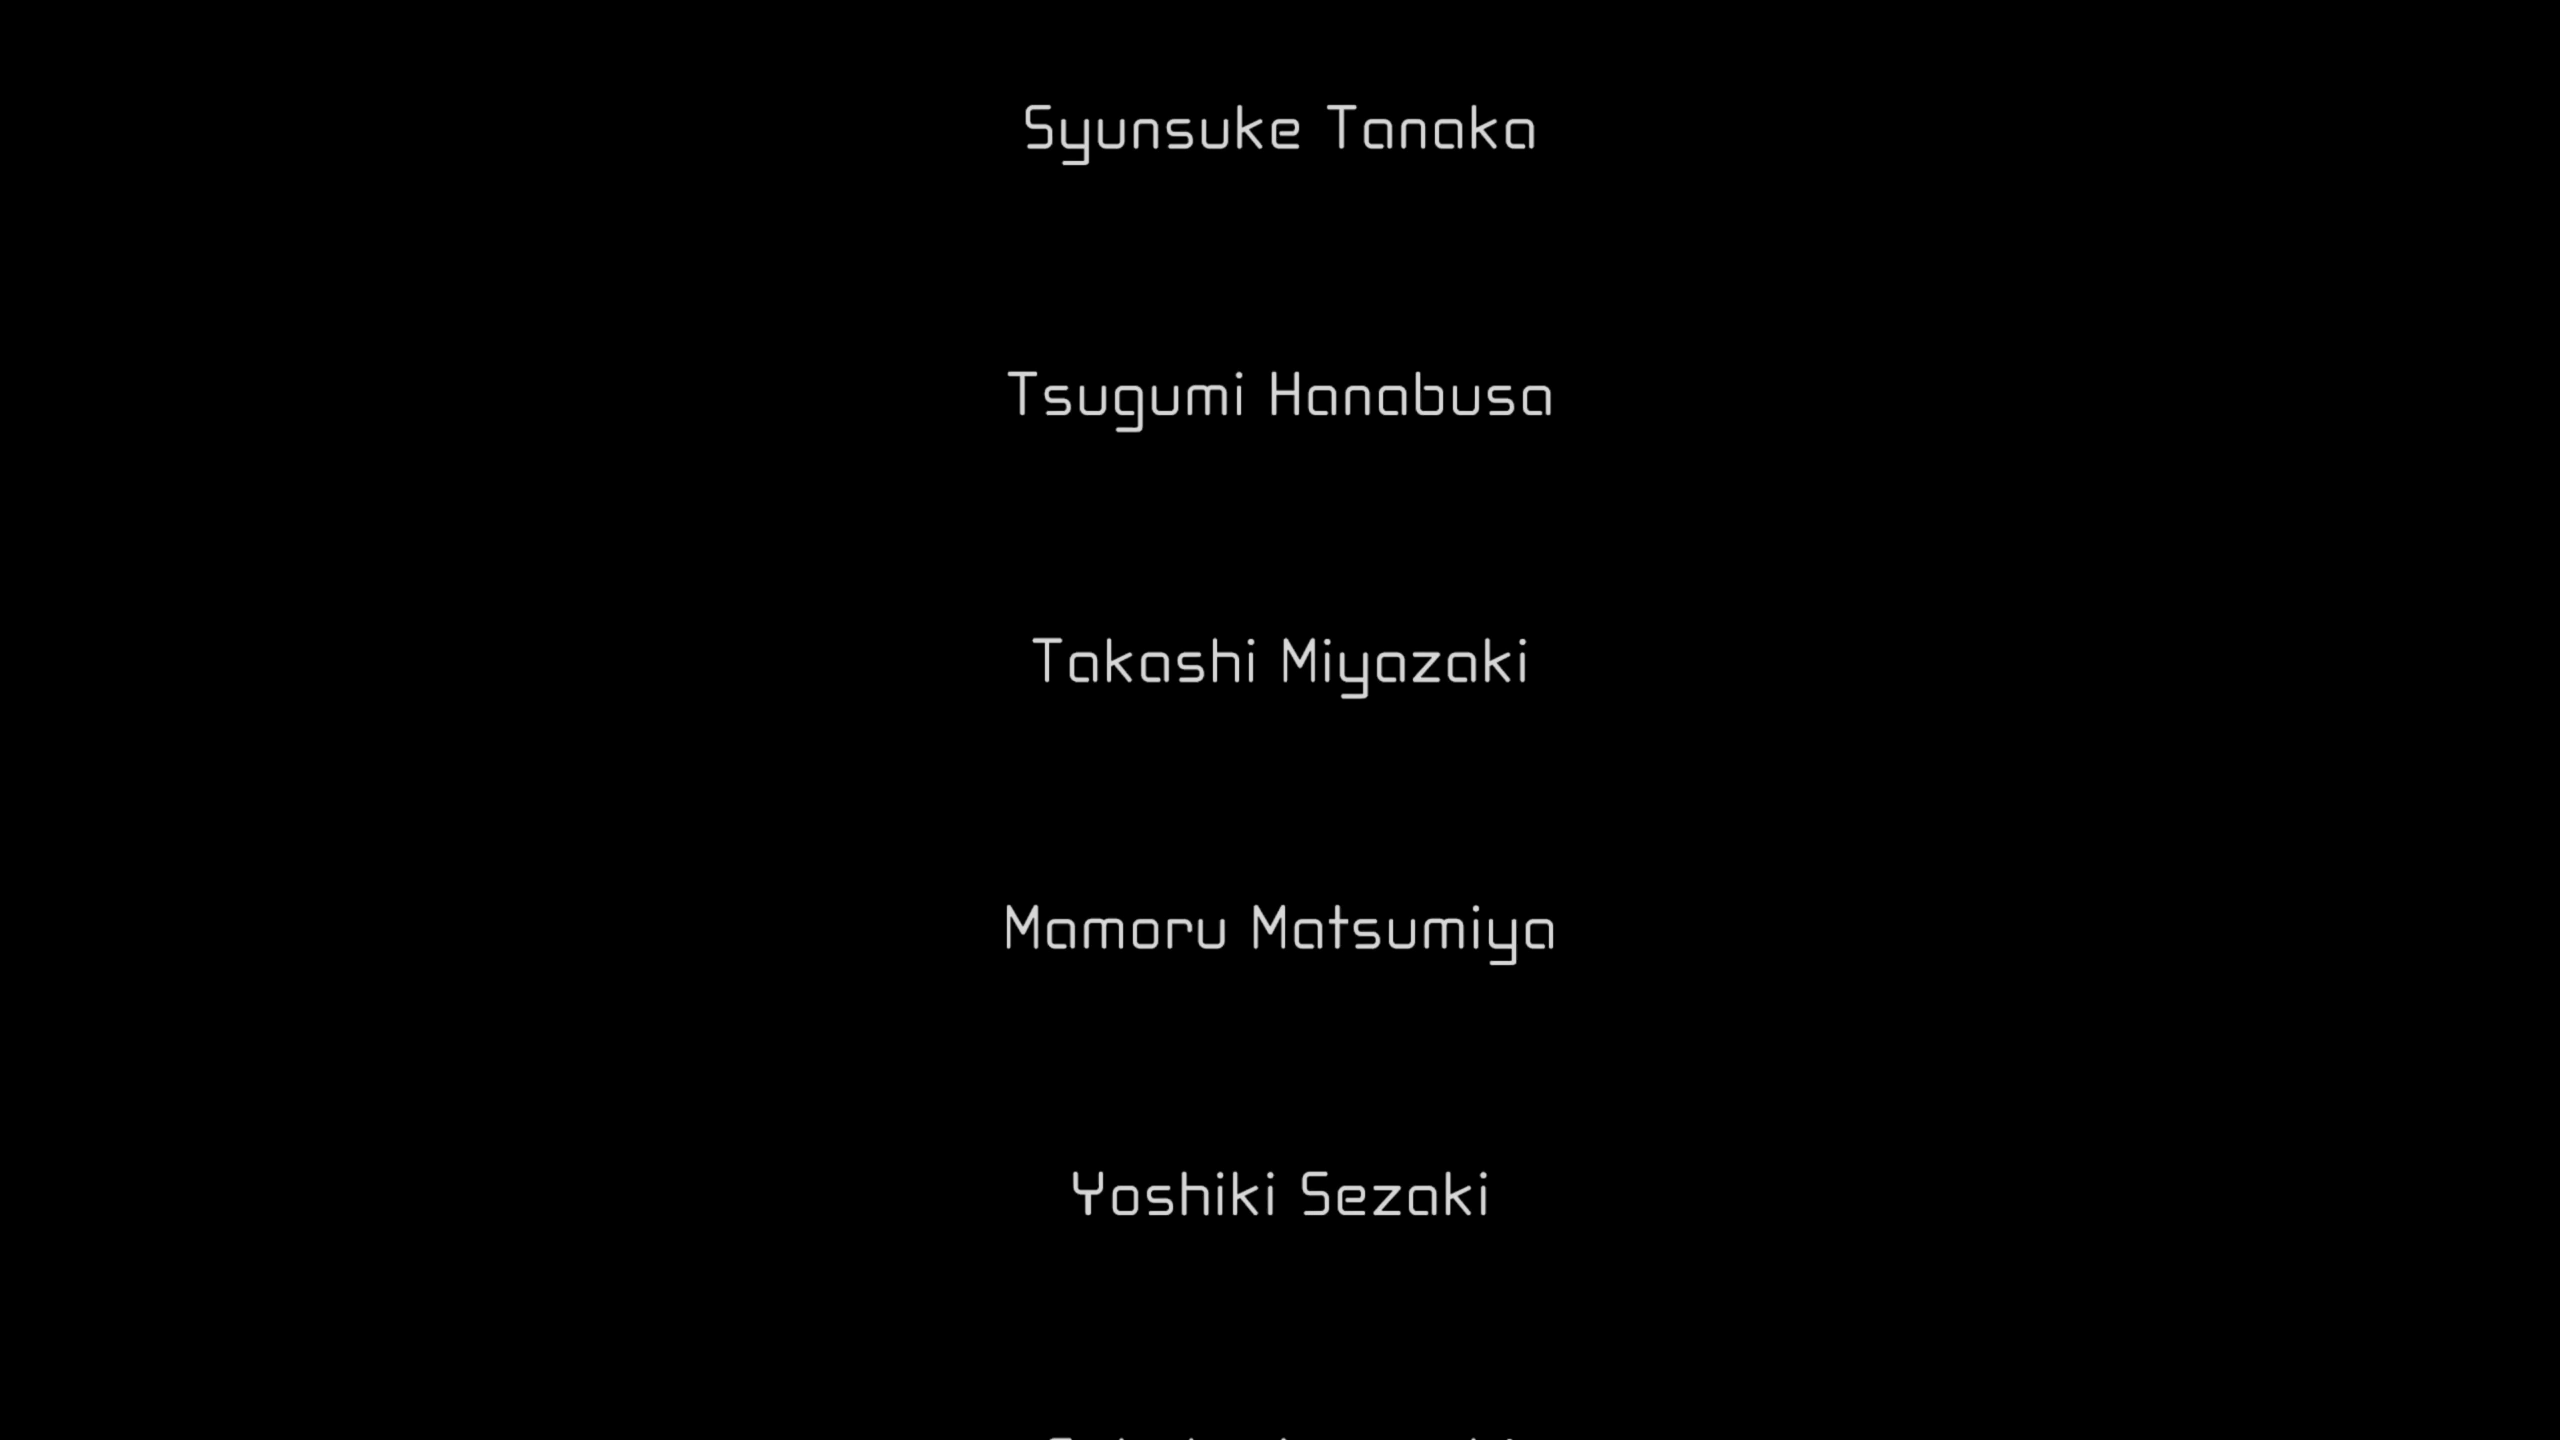 Syunsuke Tanaka
Tsugumi Hanabusa
Takashi Miyazaki
Mamoru Matsumiya
Yoshiki Sezaki